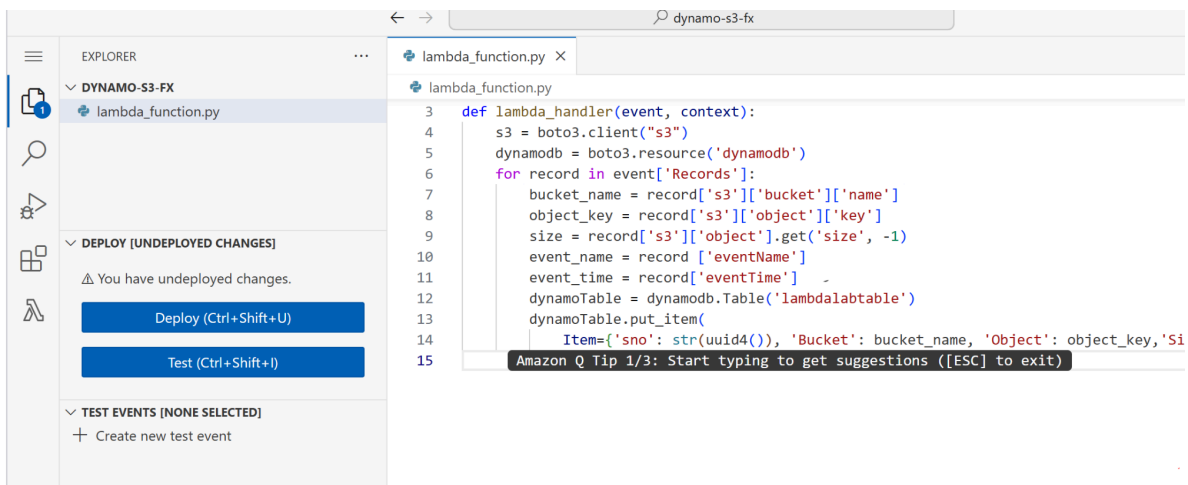 dynamo-s3-fx
EXPLORER
DYNAMO-S3-FX
1
lambda_function.py
DEPLOY [UNDEPLOYED CHANGES]
You have undeployed changes.
Deploy (Ctrl+Shift+U)
Test (Ctrl+Shift+I)
TEST EVENTS [NONE SELECTED]
Create new test event
lambda_function.py
lambda_function.py
3 def lambda_handler(event, context):
4 s3 = boto3.client("s3")
5 dynamodb = boto3.resource('dynamodb')
6 for record in event['Records']:
7 bucket_name = record['s3']['bucket']['name']
8 object_key = record['s3']['object']['key']
9 size = record['s3']['object'].get('size', -1)
10 event_name = record ['eventName']
11 event_time = record['eventTime']
12 dynamoTable = dynamodb.Table('lambdalabtable')
13 dynamoTable.put_item(
14 Item={'sno': str(uuid4()), 'Bucket': bucket_name, 'Object': object_key,'Si
15 Amazon Q Tip 1/3: Start typing to get suggestions ([ESC] to exit)